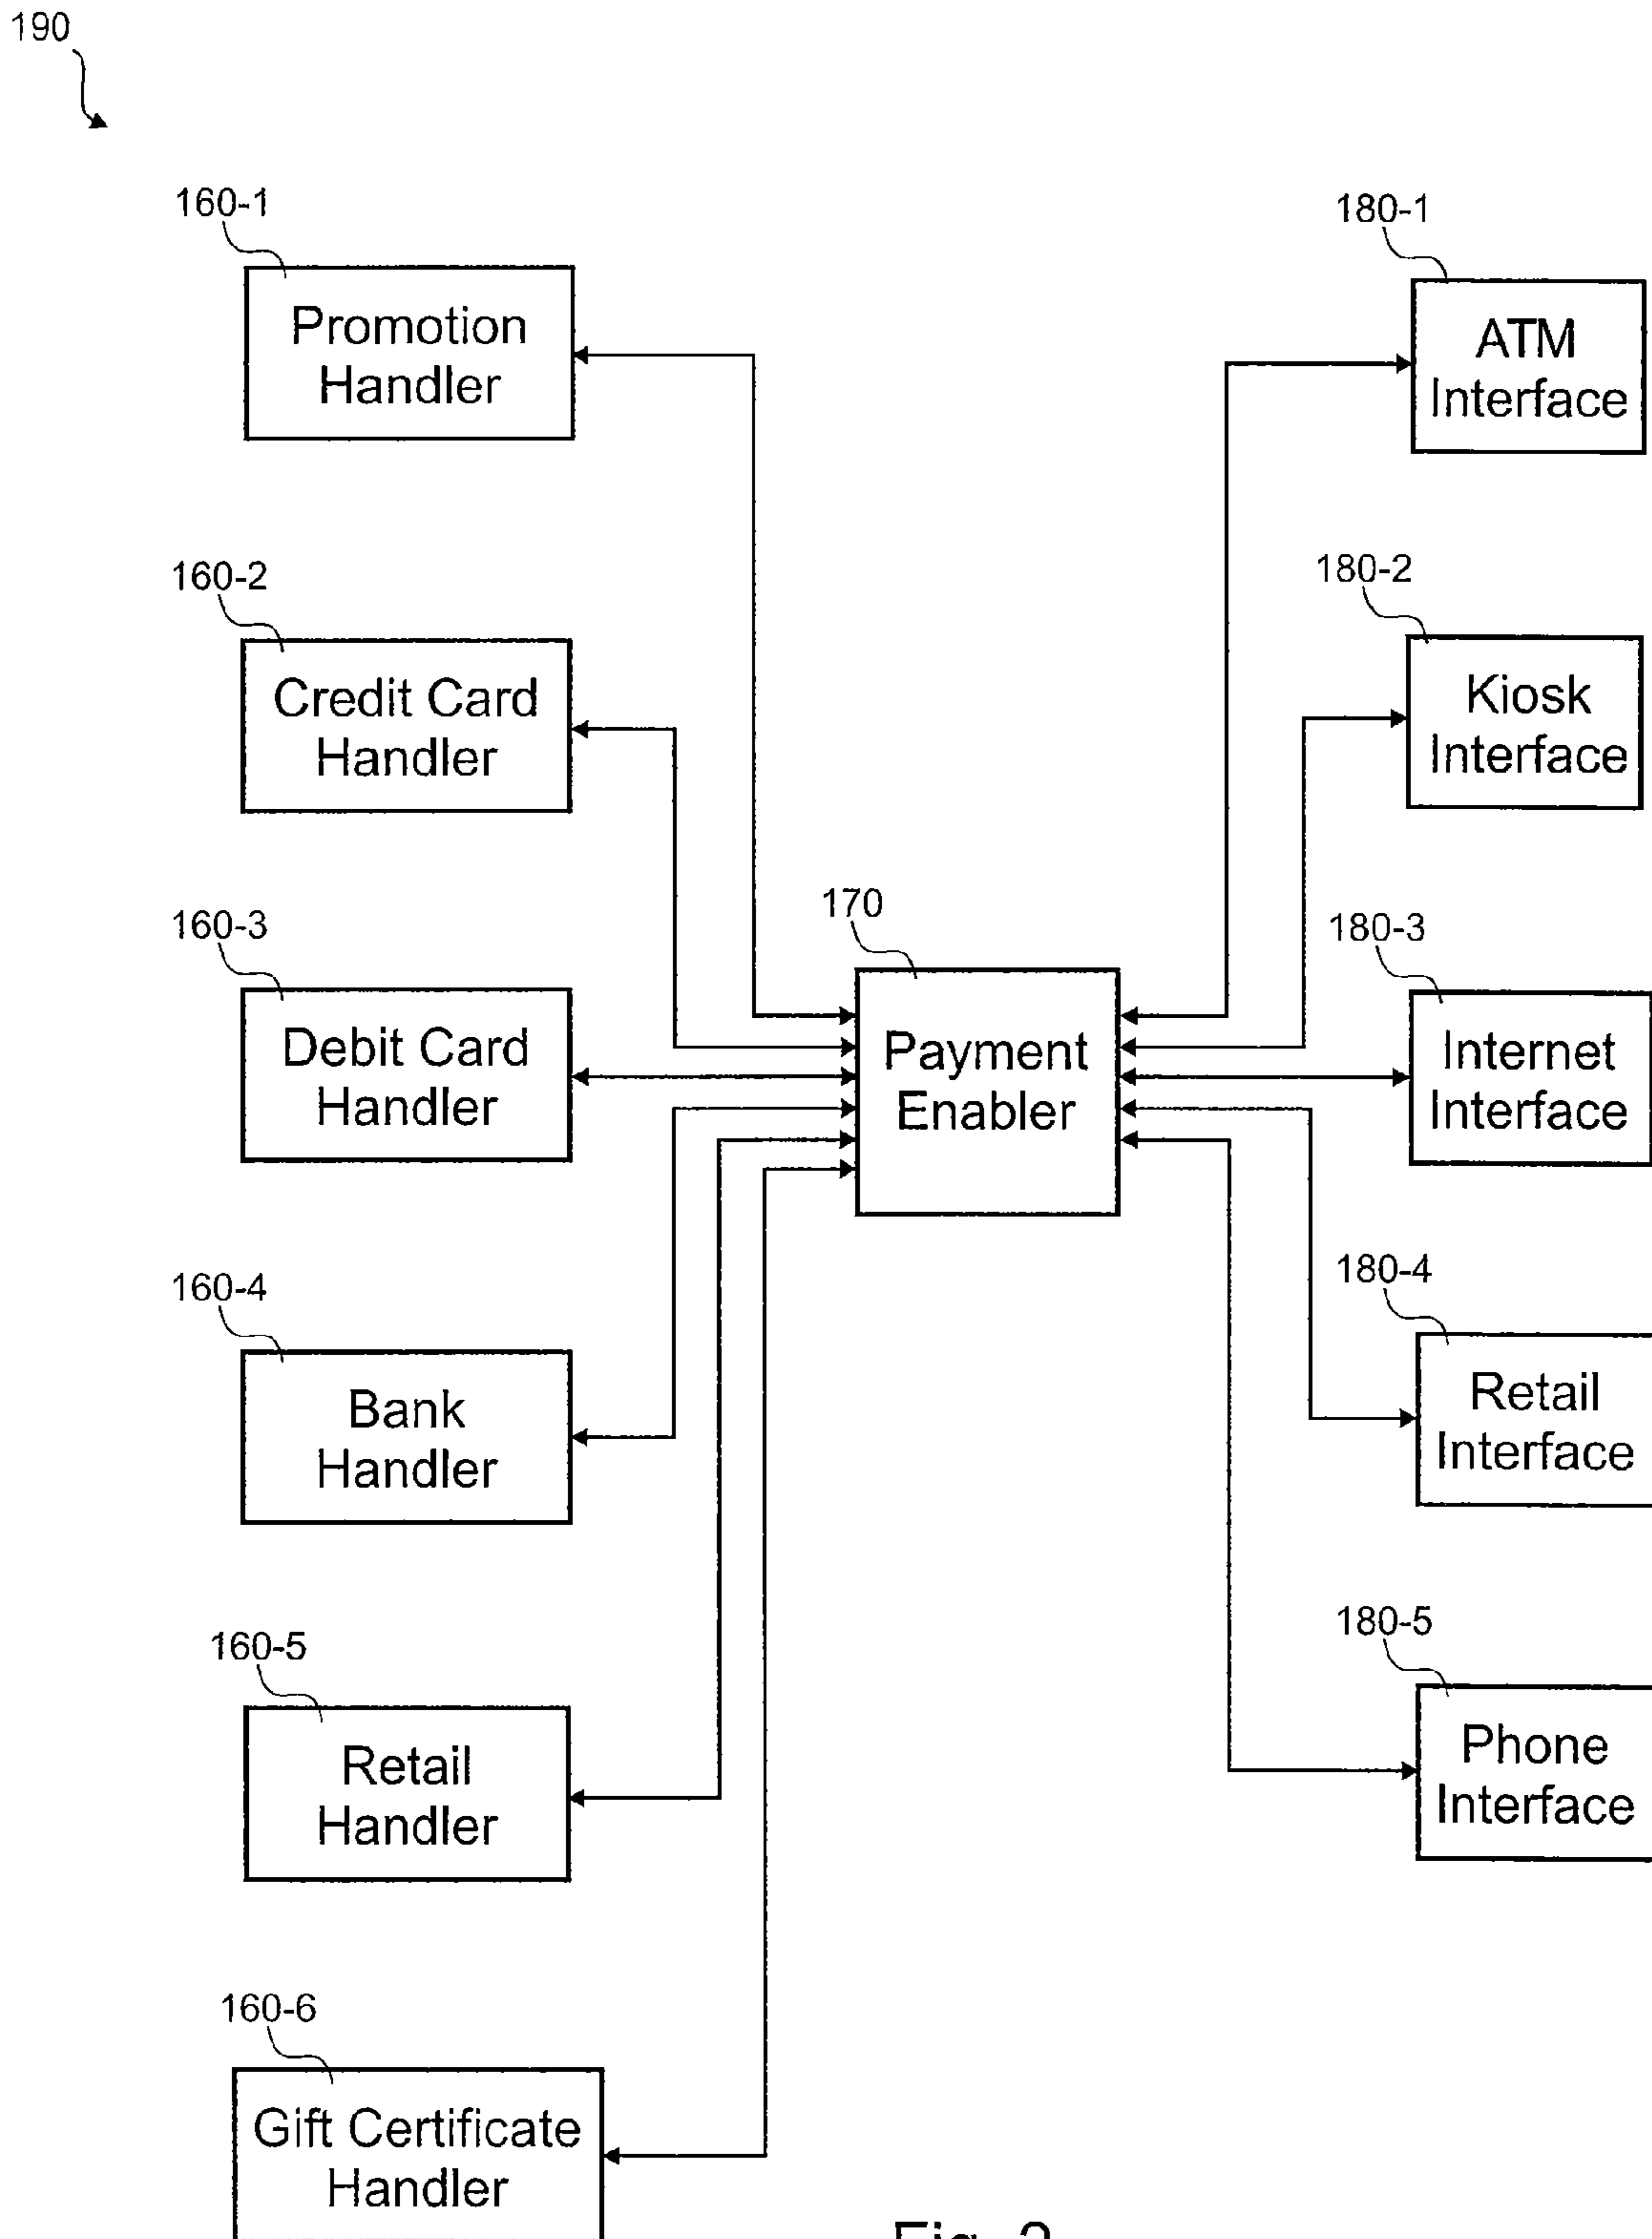 190
160-1
Promotion
Handler
180-1
ATM
Interface
160-2
Credit Card
Handler
180-2
Kiosk
Interface
160-3
Debit Card
Handler
170
Payment
Enabler
180-3
Internet
Interface
160-4
Bank
Handler
180-4
Retail
Interface
160-5
Retail
Handler
180-5
Phone
Interface
160-6
Gift Certificate
Handler